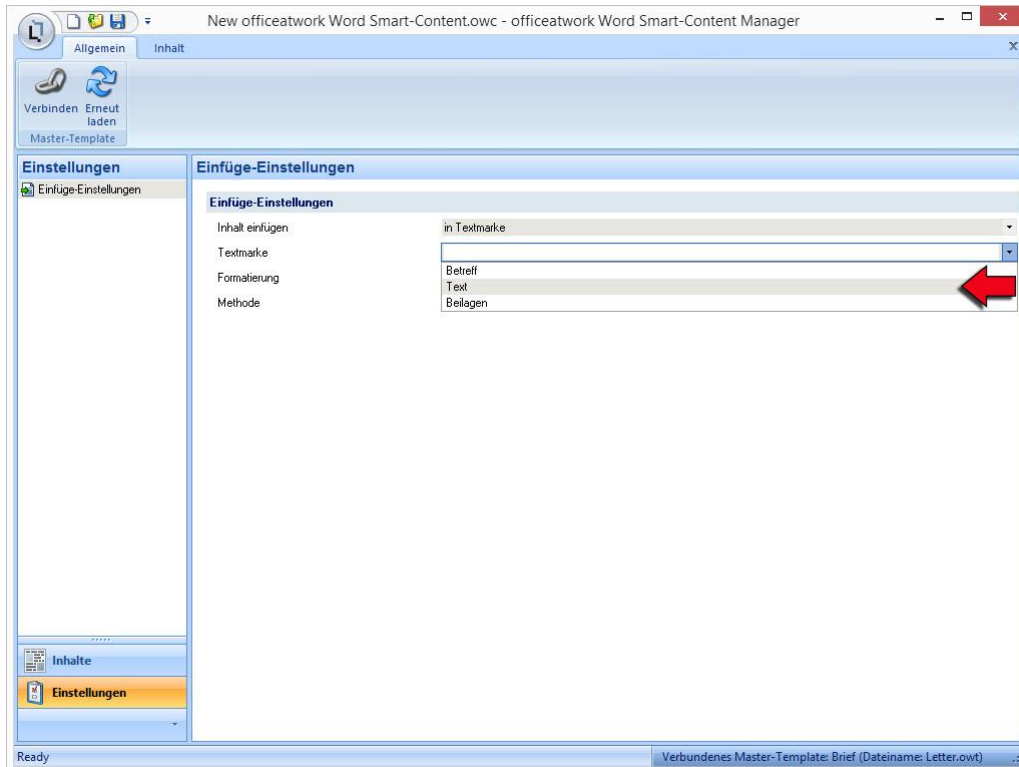 New officeatwork Word Smart-Content.owc - officeatwork Word Smart-Content Manager
Allgemein Inhalt
Verbinden Erneut laden
Master-Template
Einstellungen
Einfüge-Einstellungen
Einfüge-Einstellungen
Einfüge-Einstellungen
Inhalt einfügen in Textmarke
Textmarke
Betreff
Formatierung
Text
Methode
Beilagen
Inhalte
Einstellungen
Ready
Verbundenes Master-Template: Brief (Dateiname: Letter.owt)